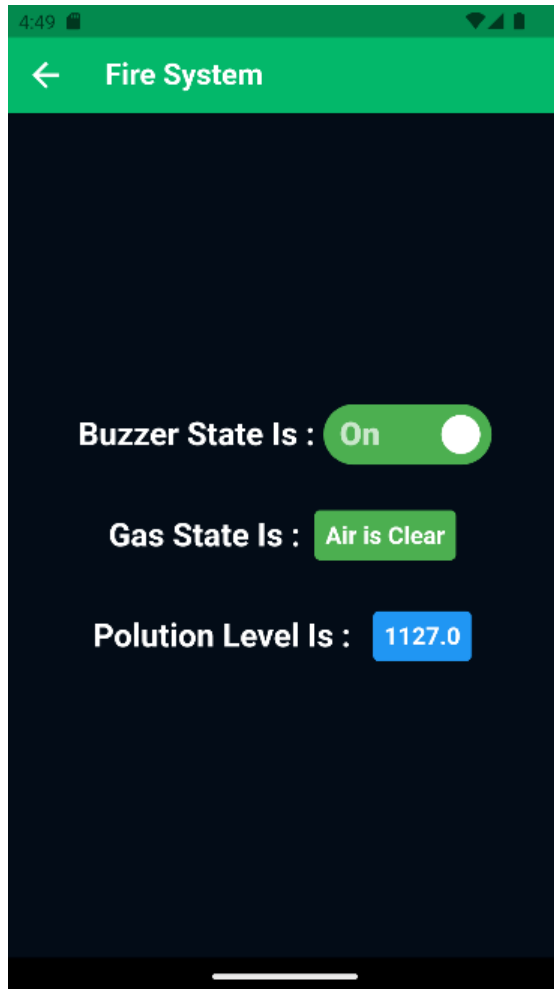 4:49
Fire System
Buzzer State Is : On
Gas State Is : Air is Clear
Polution Level Is : 1127.0